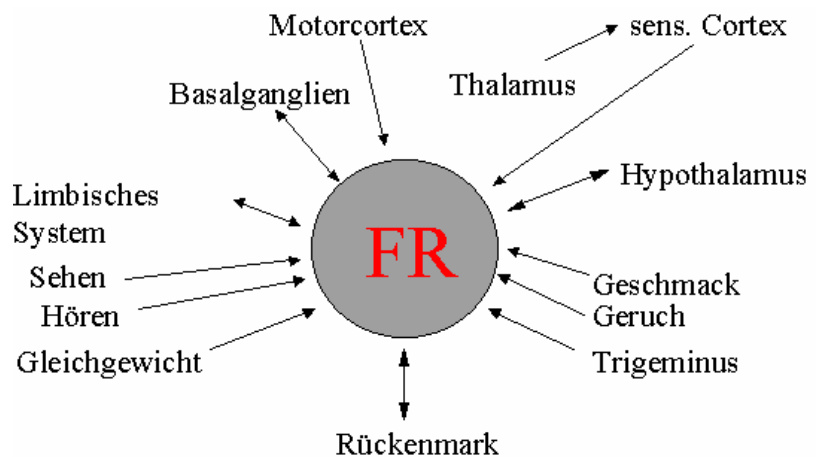 Motorcortex
sens. Cortex
Thalamus
Basalganglien
Hypothalamus
Limbisches
System
FR
Sehen
Hören
Gleichgewicht
Geschmack
Geruch
Trigeminus
Rückenmark